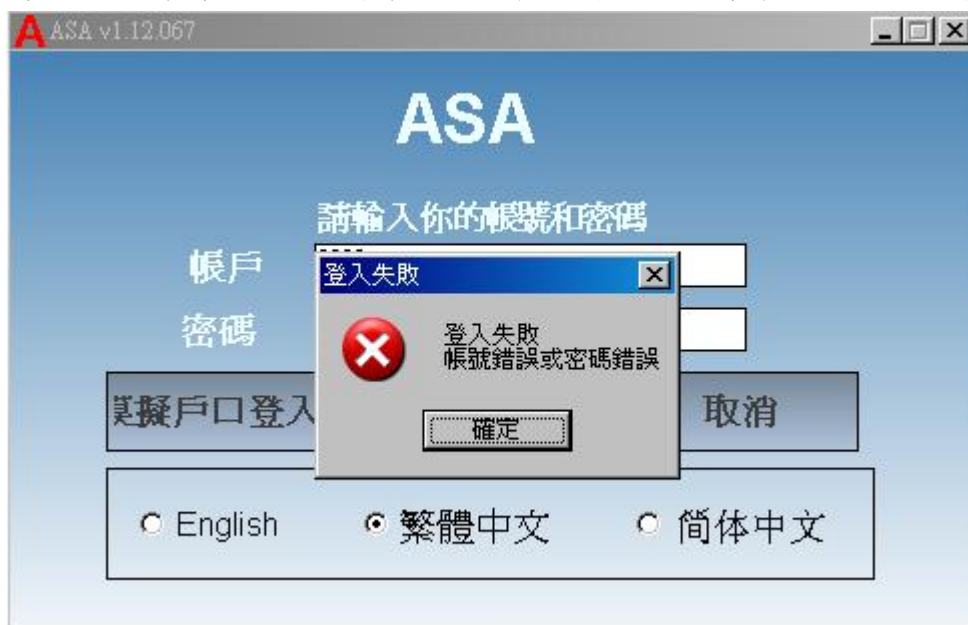 ASA v1.12.067
ASA
請輸入你的帳號和密碼
帳戶
登入失敗
密碼
登入失敗
帳號錯誤或密碼錯誤
擬戶口登入
確定
取消
English
繁體中文
简体中文